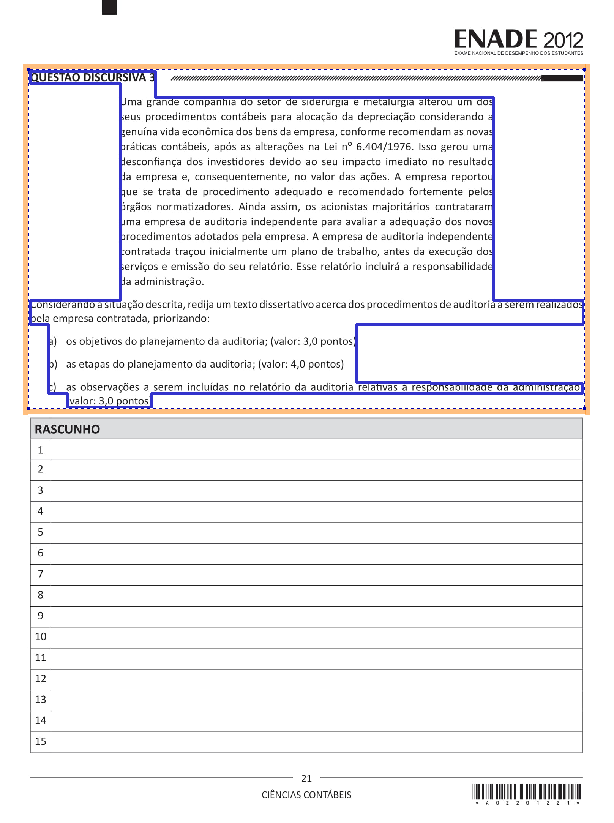 ENADE 2012
EXAME NACIONAL DE DESEMPENHO DOS ESTUDANTES
QUESTÃO DISCURSIVA 3
Uma grande companhia do setor de siderurgia e metalurgia alterou um dos
seus procedimentos contábeis para alocação da depreciação considerando a
genuína vida econômica dos bens da empresa, conforme recomendam as novas
práticas contábeis, após as alterações na Lei nº 6.404/1976. Isso gerou uma
desconfiança dos investidores devido ao seu impacto imediato no resultado
da empresa e, consequentemente, no valor das ações. A empresa reportou
que se trata de procedimento adequado e recomendado fortemente pelos
órgãos normatizadores. Ainda assim, os acionistas majoritários contrataram
uma empresa de auditoria independente para avaliar a adequação dos novos
procedimentos adotados pela empresa. A empresa de auditoria independente
contratada traçou inicialmente um plano de trabalho, antes da execução dos
serviços e emissão do seu relatório. Esse relatório incluirá a responsabilidade
da administração.
Considerando a situação descrita, redija um texto dissertativo acerca dos procedimentos de auditoria a serem realizados
pela empresa contratada, priorizando:
a) os objetivos do planejamento da auditoria; (valor: 3,0 pontos)
b) as etapas do planejamento da auditoria; (valor: 4,0 pontos)
c) as observações a serem incluídas no relatório da auditoria relativas à responsabilidade da administração.
(valor: 3,0 pontos)
RASCUNHO
1
2
3
4
5
6
7
8
9
10
11
12
13
14
15
21
CIÊNCIAS CONTÁBEIS
*A02201221*